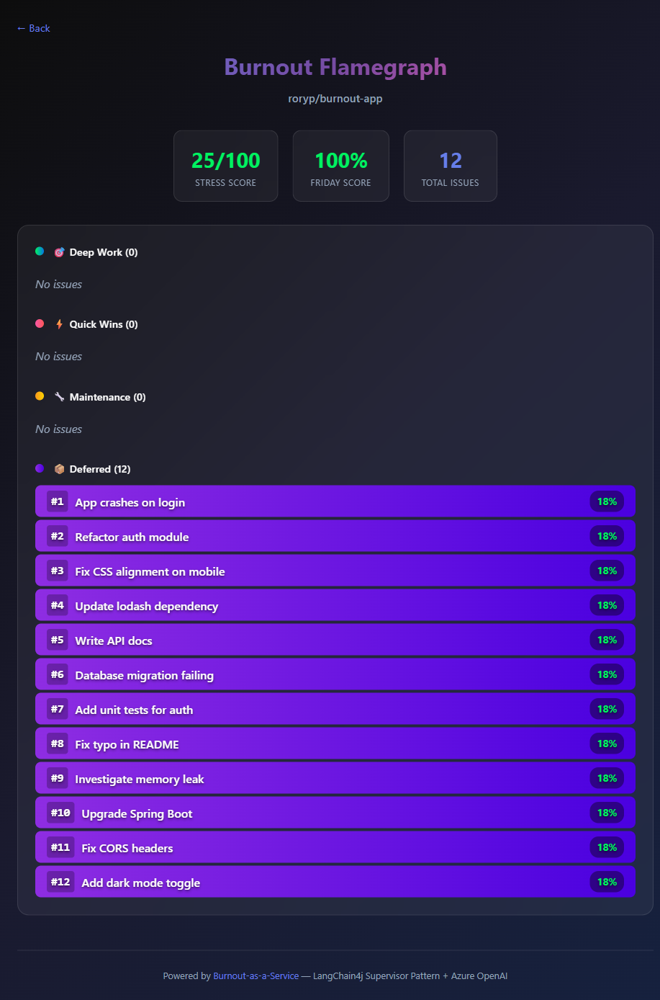 ← Back
Burnout Flamegraph
roryp/burnout-app
25/100
STRESS SCORE
100%
FRIDAY SCORE
12
TOTAL ISSUES
🎯 Deep Work (0)
No issues
⚡ Quick Wins (0)
No issues
🔧 Maintenance (0)
No issues
📦 Deferred (12)
#1 App crashes on login 18%
#2 Refactor auth module 18%
#3 Fix CSS alignment on mobile 18%
#4 Update lodash dependency 18%
#5 Write API docs 18%
#6 Database migration failing 18%
#7 Add unit tests for auth 18%
#8 Fix typo in README 18%
#9 Investigate memory leak 18%
#10 Upgrade Spring Boot 18%
#11 Fix CORS headers 18%
#12 Add dark mode toggle 18%
Powered by Burnout-as-a-Service — LangChain4j Supervisor Pattern + Azure OpenAI